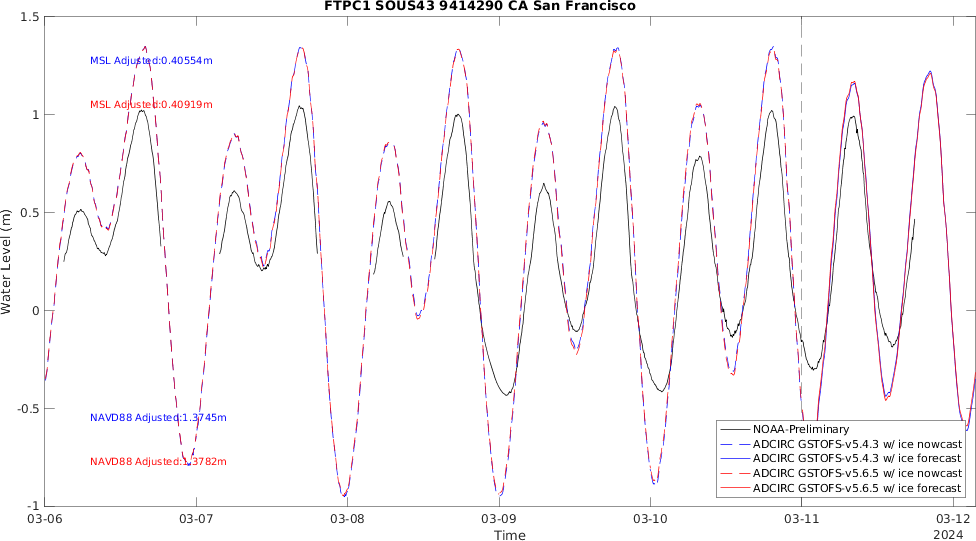 FTPC1 SOUS43 9414290 CA San Francisco
1.5
1
0.5
0
-0.5
-1
Water Level (m)
MSL Adjusted:0.40554m
MSL Adjusted:0.40919m
NAVD88 Adjusted:1.3745m
NAVD88 Adjusted:1.3782m
NOAA-Preliminary
ADCIRC GSTOFS-v5.4.3 w/ ice nowcast
ADCIRC GSTOFS-v5.4.3 w/ ice forecast
ADCIRC GSTOFS-v5.6.5 w/ ice nowcast
ADCIRC GSTOFS-v5.6.5 w/ ice forecast
03-06 03-07 03-08 03-09 03-10 03-11 03-12
Time
2024